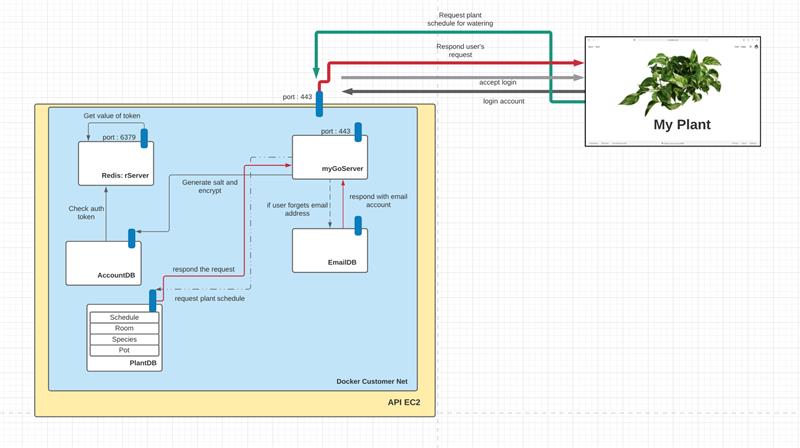 Request plant
schedule for watering
Respond user's
request
accept login
login account
My Plant
port : 443
Get value of token
port : 6379
port : 443
Redis: rServer
myGoServer
Generate salt and
encrypt
Check auth
token
if user forgets email
address
respond with email
account
AccountDB
EmailDB
respond the request
request plant schedule
Schedule
Room
Species
Pot
PlantDB
Docker Customer Net
API EC2